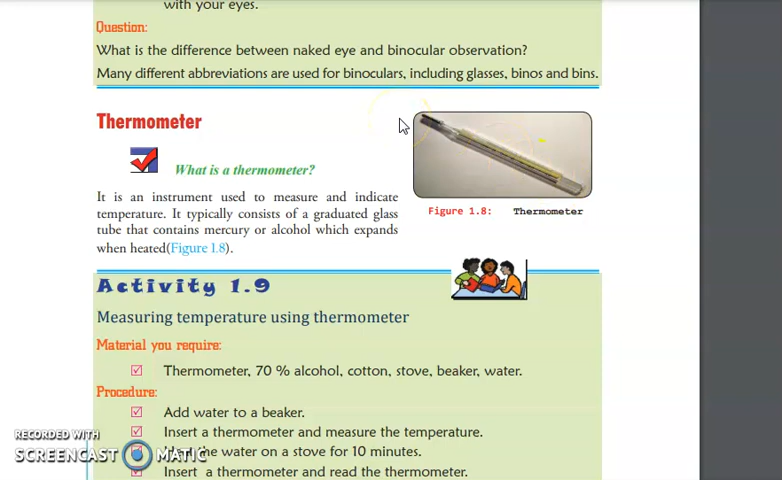 with your eyes.
Question:
What is the difference between naked eye and binocular observation?
Many different abbreviations are used for binoculars, including glasses, binos and bins.
Thermometer
What is a thermometer?
It is an instrument used to measure and indicate
temperature. It typically consists of a graduated glass
tube that contains mercury or alcohol which expands
when heated(Figure 1.8).
Figure 1.8: Thermometer
Activity 1.9
Measuring temperature using thermometer
Material you require:
Thermometer, 70 % alcohol, cotton, stove, beaker, water.
Procedure:
Add water to a beaker.
Insert a thermometer and measure the temperature.
the water on a stove for 10 minutes.
Insert a thermometer and read the thermometer.
RECORDED WITH
SCREENCAST MATIC